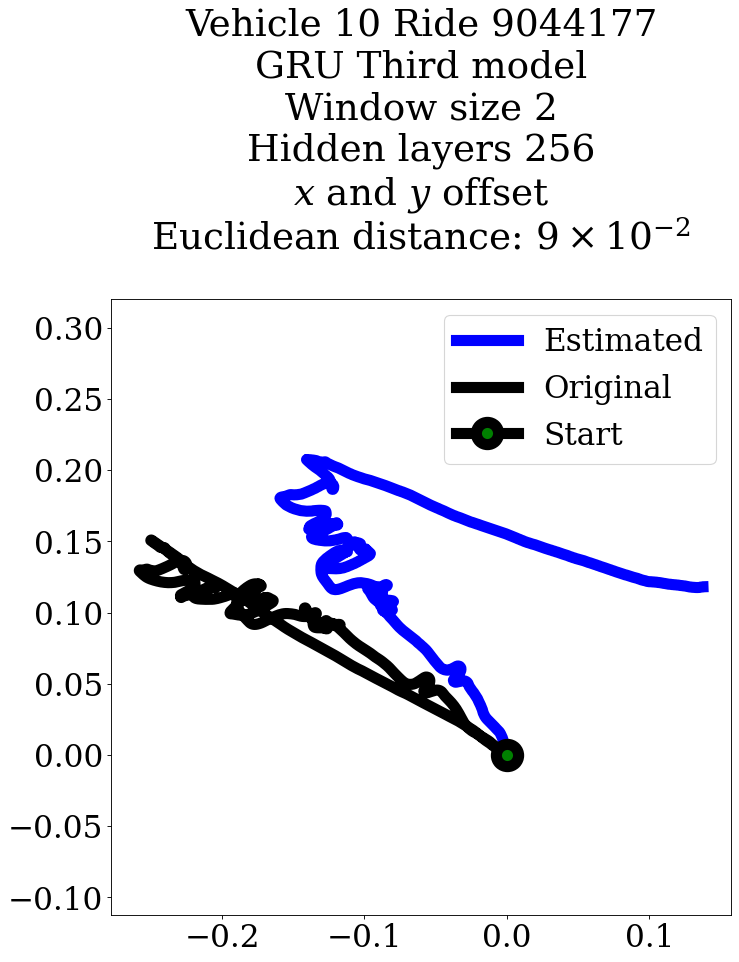 Vehicle 10 Ride 9044177
GRU Third model
Window size 2
Hidden layers 256
x and y offset
Euclidean distance: 9 × 10⁻²
Estimated
Original
Start
0.30
0.25
0.20
0.15
0.10
0.05
0.00
−0.05
−0.10
−0.2 −0.1 0.0 0.1